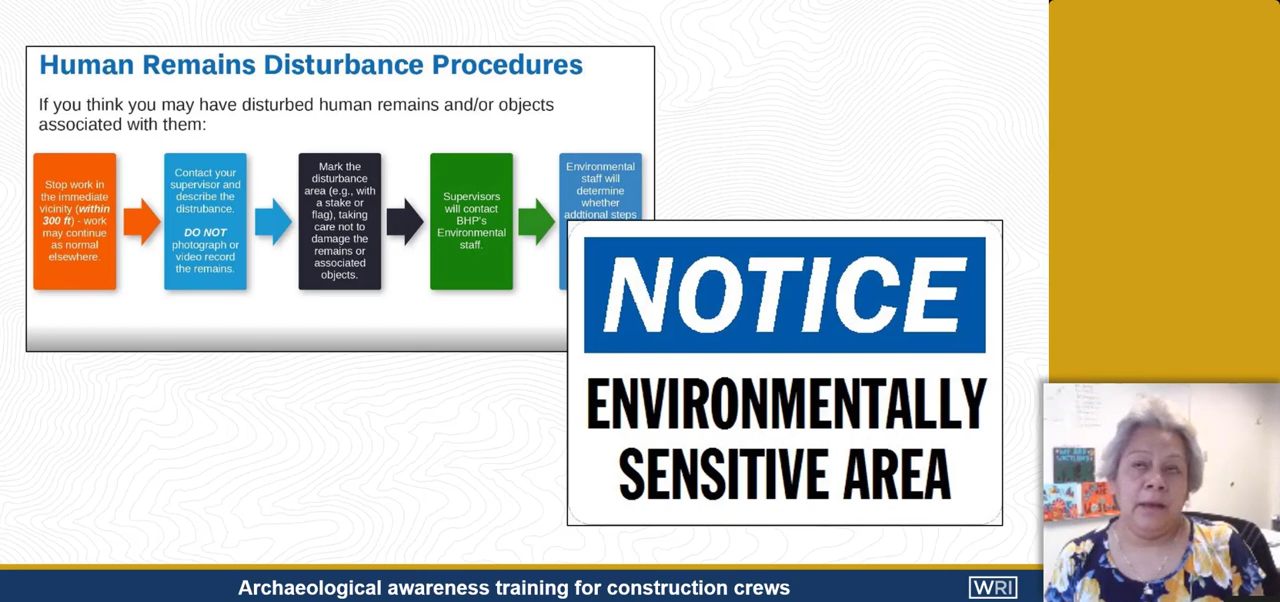 Human Remains Disturbance Procedures
If you think you may have disturbed human remains and/or objects
associated with them:
Stop work in
the immediate
vicinity (within
300 ft) - work
may continue
as normal
elsewhere.
Contact your
supervisor and
describe the
distrubance.
DO NOT
photograph or
video record
the remains.
Mark the
disturbance
area (e.g., with
a stake or
flag), taking
care not to
damage the
remains or
associated
objects.
Supervisors
will contact
BHP's
Environmental
staff.
Environmental
staff will
determine
whether
addtional steps
NOTICE
ENVIRONMENTALLY
SENSITIVE AREA
Archaeological awareness training for construction crews
WRI